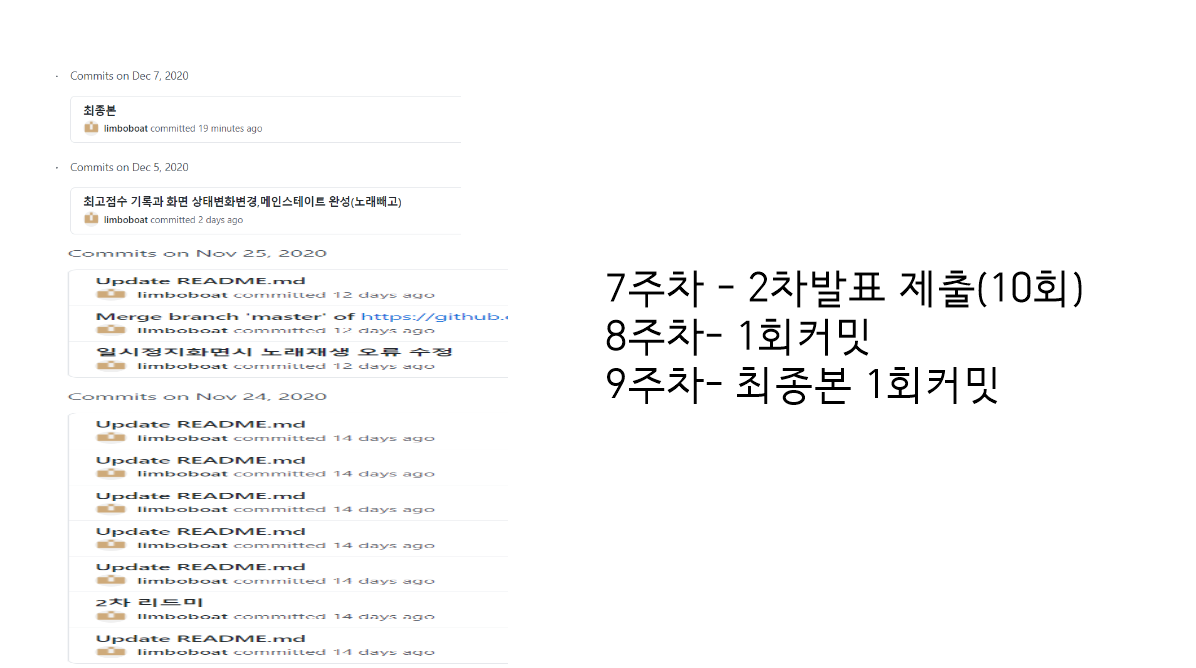 Commits on Dec 7, 2020
최종본
limboboat committed 19 minutes ago
Commits on Dec 5, 2020
최고점수 기록과 화면 상태변화변경,메인스테이트 완성(노래빼고)
limboboat committed 2 days ago
Commits on Nov 25, 2020
Update README.md
limboboat committed 12 days ago
Merge branch 'master' of https://github.
limboboat committed 12 days ago
일시정지화면시 노래재생 오류 수정
limboboat committed 12 days ago
Commits on Nov 24, 2020
Update README.md
limboboat committed 14 days ago
Update README.md
limboboat committed 14 days ago
Update README.md
limboboat committed 14 days ago
Update README.md
limboboat committed 14 days ago
Update README.md
limboboat committed 14 days ago
2차 리드미
limboboat committed 14 days ago
Update README.md
limboboat committed 14 days ago
7주차 - 2차발표 제출(10회)
8주차- 1회커밋
9주차- 최종본 1회커밋